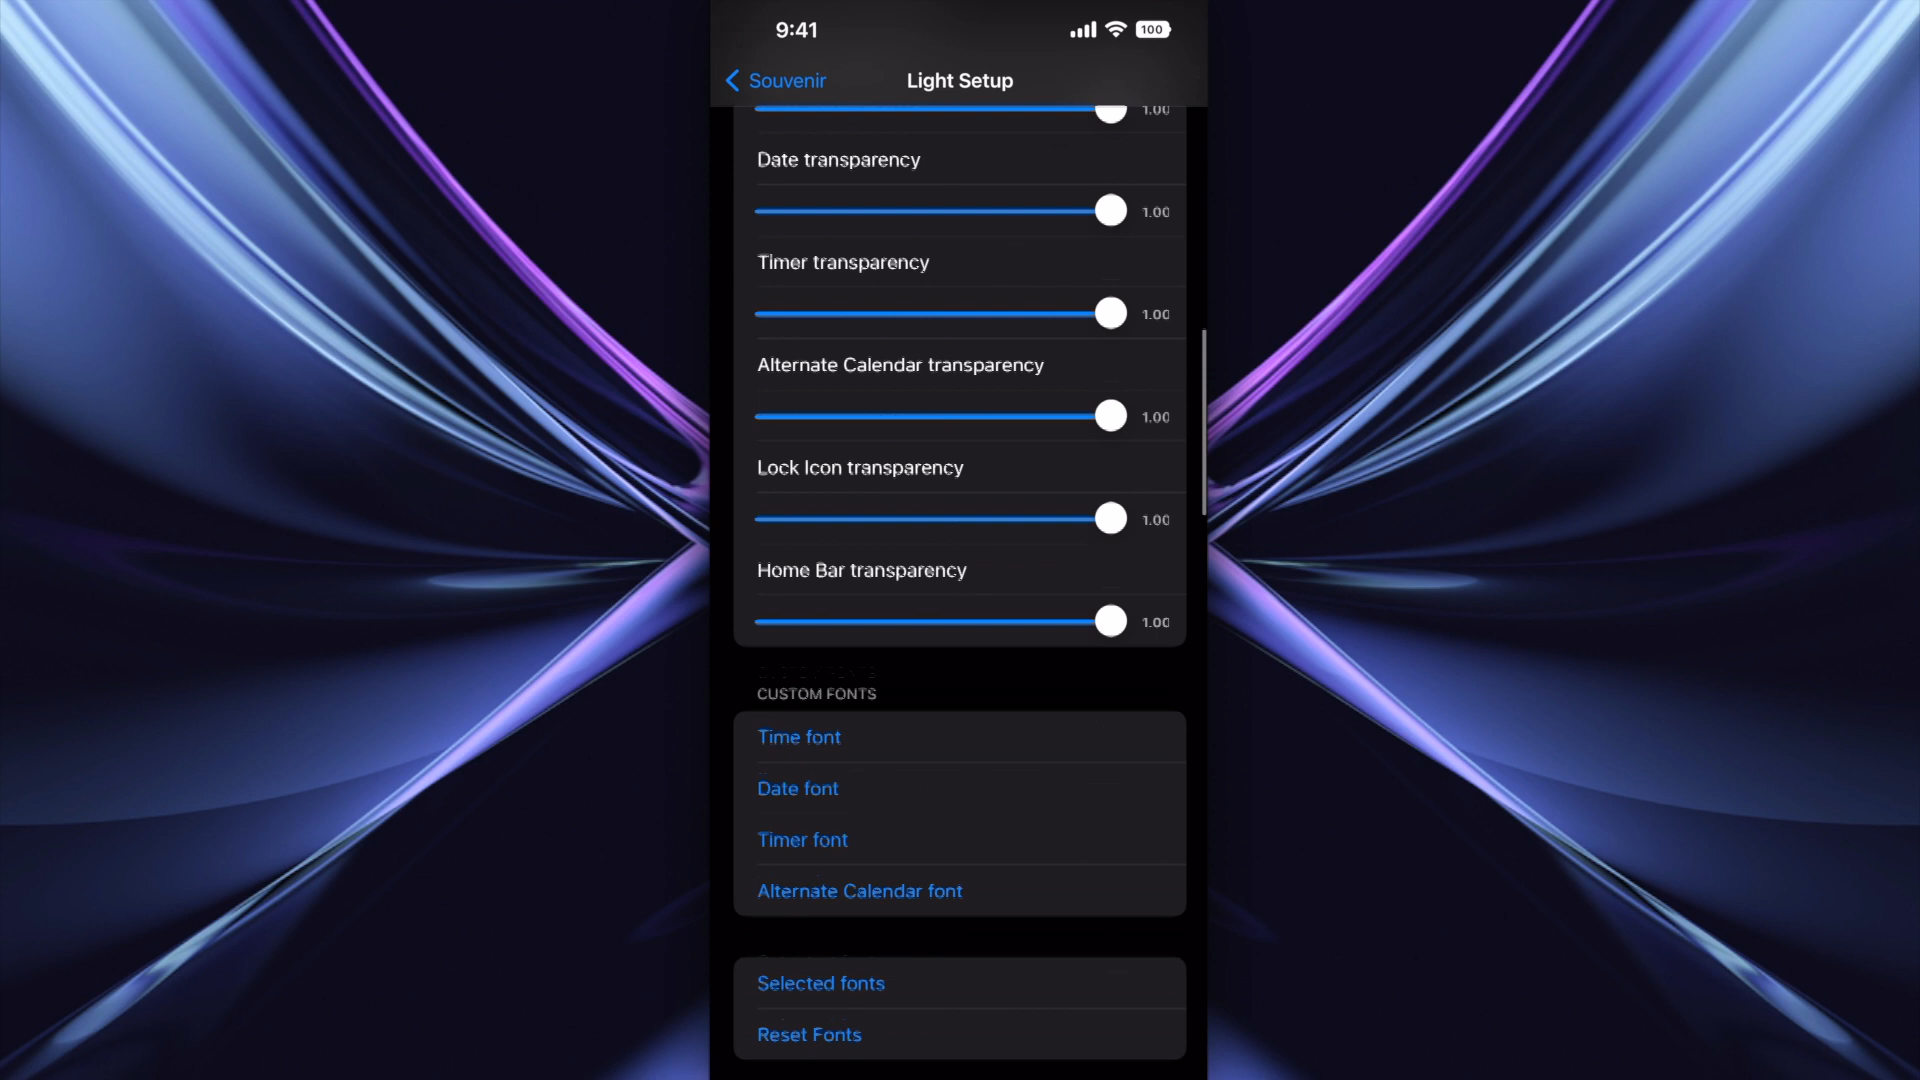 9:41
100
Souvenir
Light Setup
1.00
Date transparency
1.00
Timer transparency
1.00
Alternate Calendar transparency
1.00
Lock Icon transparency
1.00
Home Bar transparency
1.00
CUSTOM FONTS
Time font
Date font
Timer font
Alternate Calendar font
Selected fonts
Reset Fonts